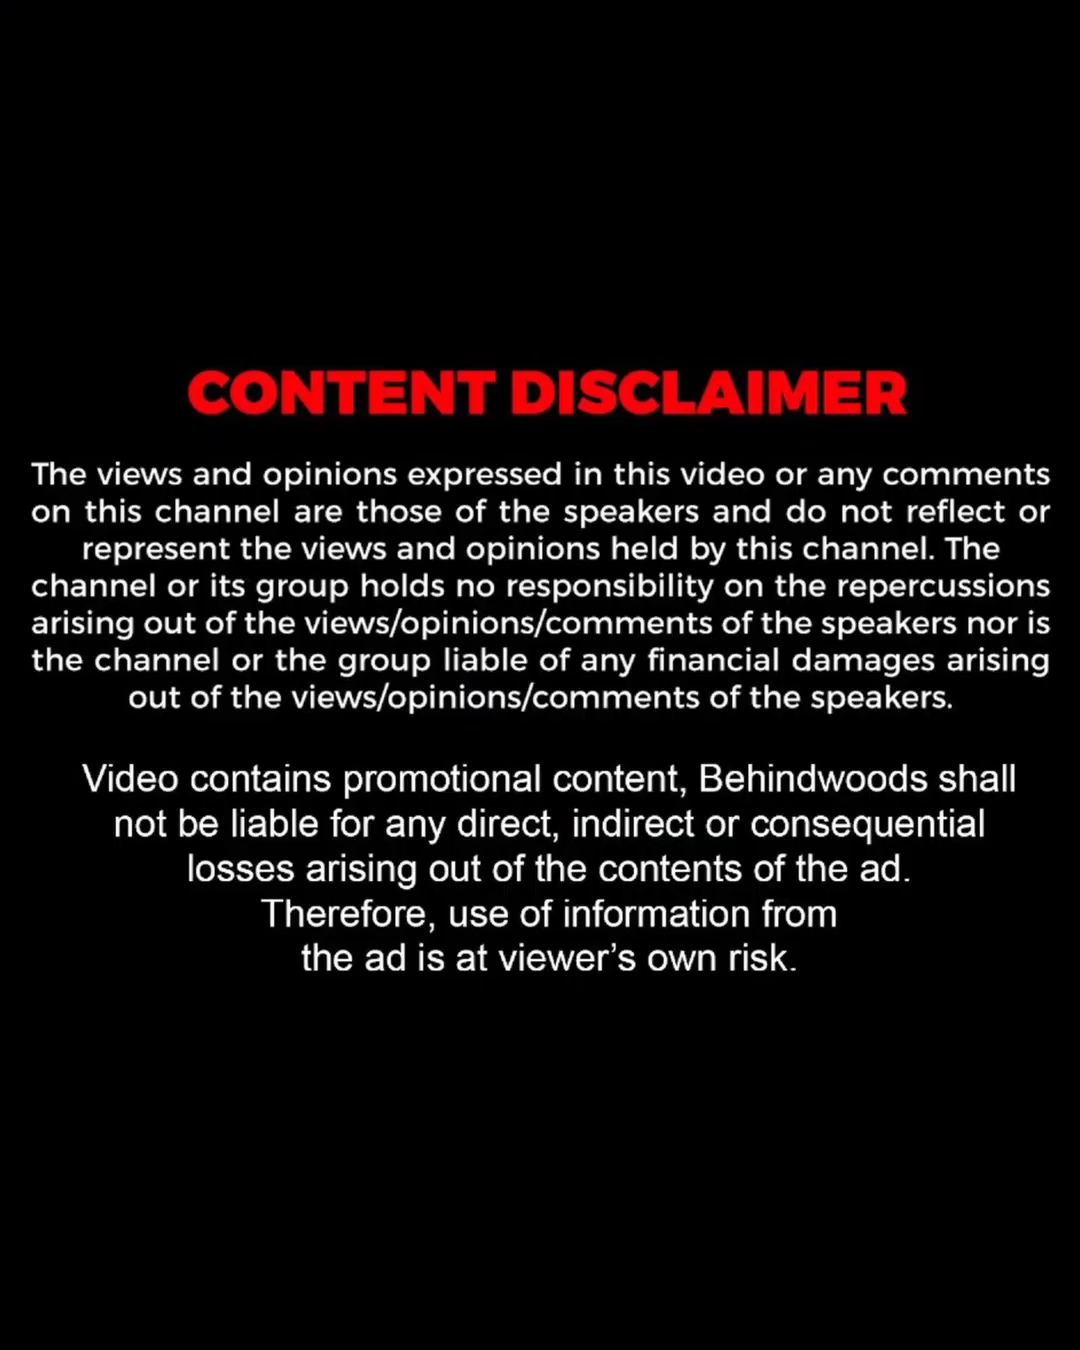 CONTENT DISCLAIMER
The views and opinions expressed in this video or any comments
on this channel are those of the speakers and do not reflect or
represent the views and opinions held by this channel. The
channel or its group holds no responsibility on the repercussions
arising out of the views/opinions/comments of the speakers nor is
the channel or the group liable of any financial damages arising
out of the views/opinions/comments of the speakers.
Video contains promotional content, Behindwoods shall
not be liable for any direct, indirect or consequential
losses arising out of the contents of the ad.
Therefore, use of information from
the ad is at viewer’s own risk.